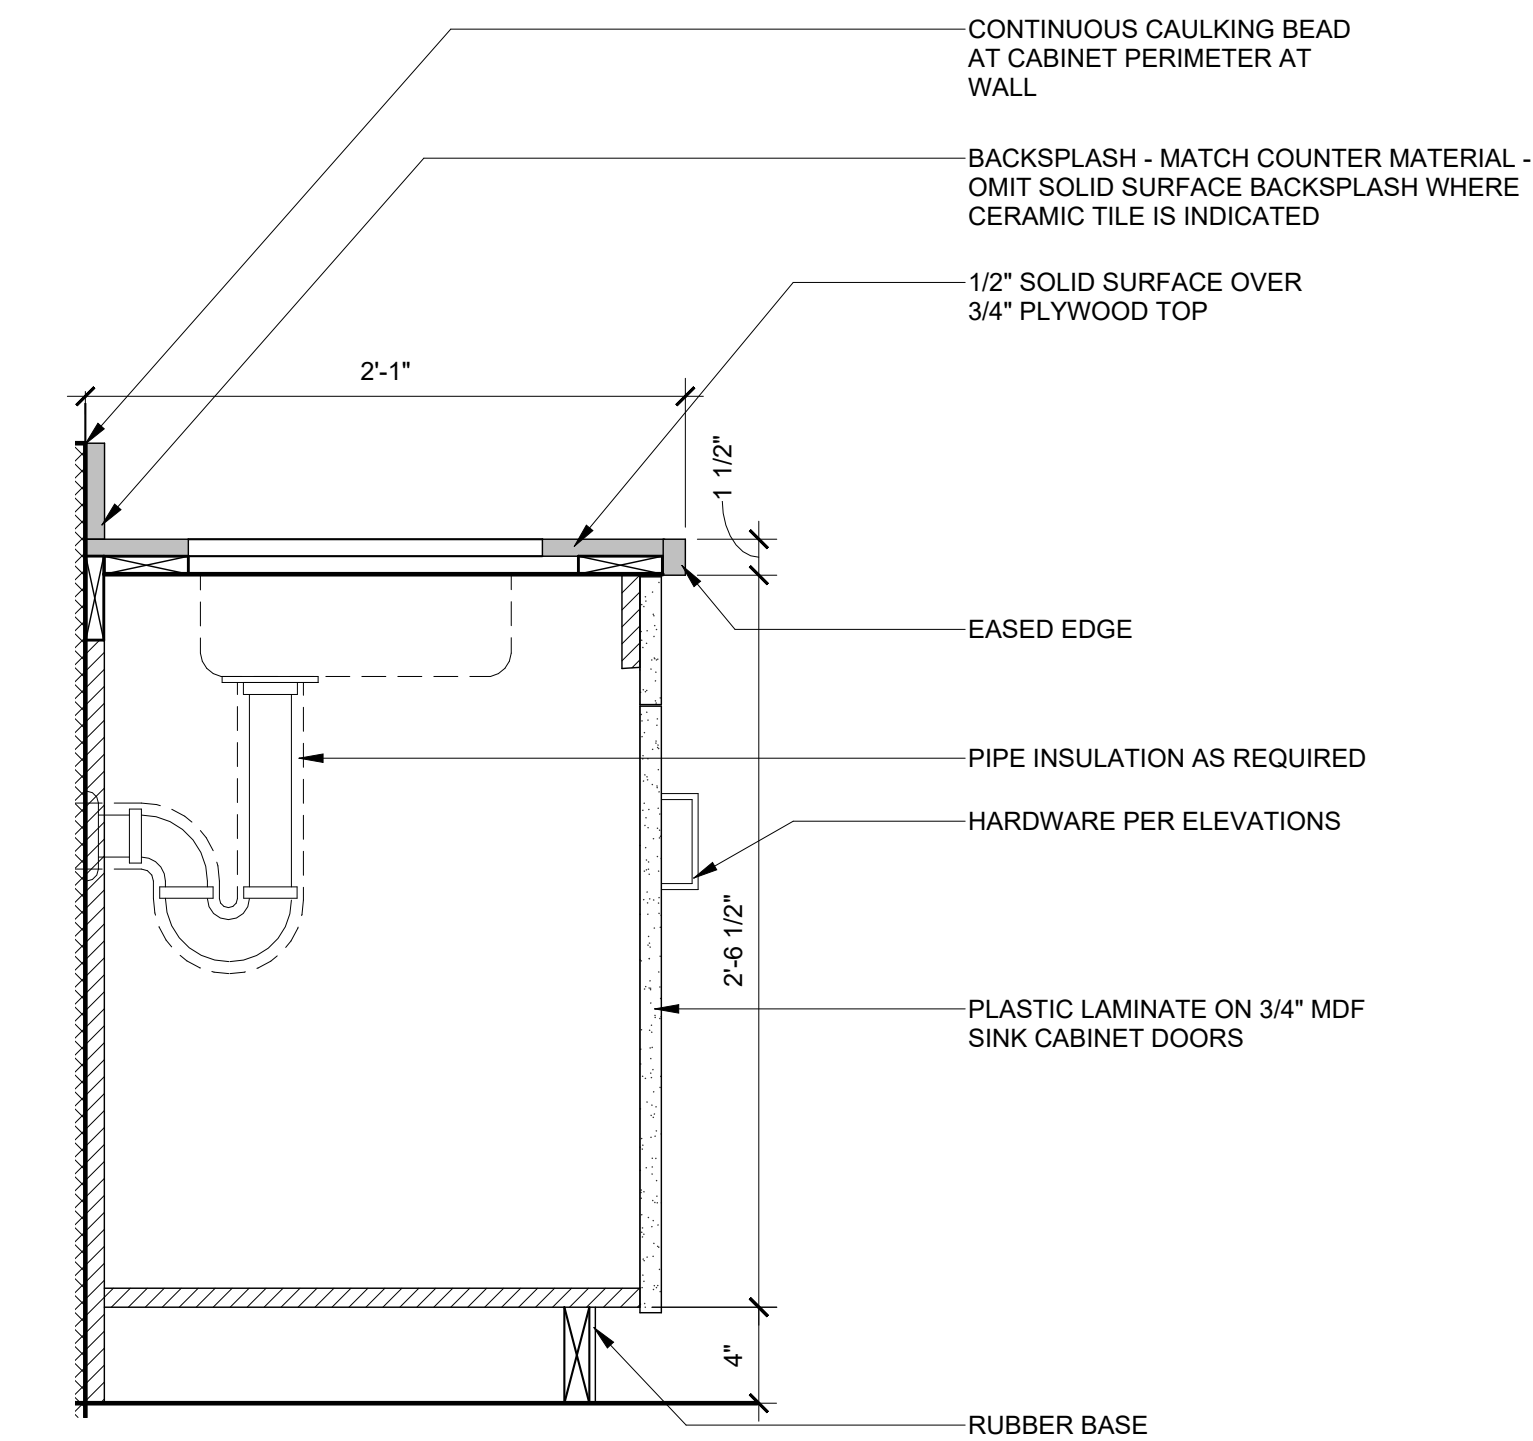 CONTINUOUS CAULKING BEAD
AT CABINET PERIMETER AT
WALL
BACKSPLASH - MATCH COUNTER MATERIAL -
OMIT SOLID SURFACE BACKSPLASH WHERE
CERAMIC TILE IS INDICATED
1/2" SOLID SURFACE OVER
3/4" PLYWOOD TOP
2'-1"
1 1/2"
EASED EDGE
PIPE INSULATION AS REQUIRED
HARDWARE PER ELEVATIONS
2'-6 1/2"
PLASTIC LAMINATE ON 3/4" MDF
SINK CABINET DOORS
4"
RUBBER BASE